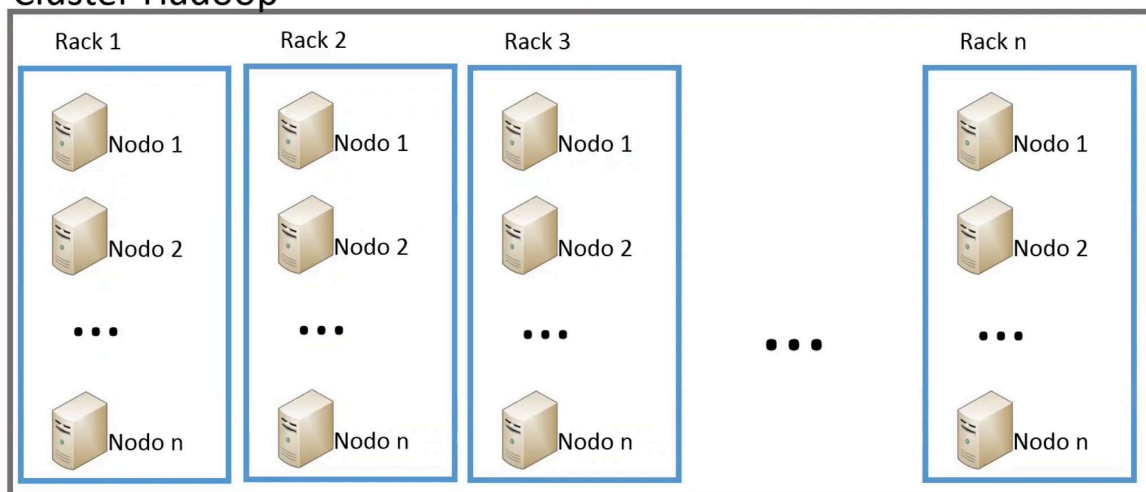 Cluster Hadoop
Rack 1
Nodo 1
Nodo 2
...
Nodo n
Rack 2
Nodo 1
Nodo 2
...
Nodo n
Rack 3
Nodo 1
Nodo 2
...
Nodo n
...
Rack n
Nodo 1
Nodo 2
...
Nodo n